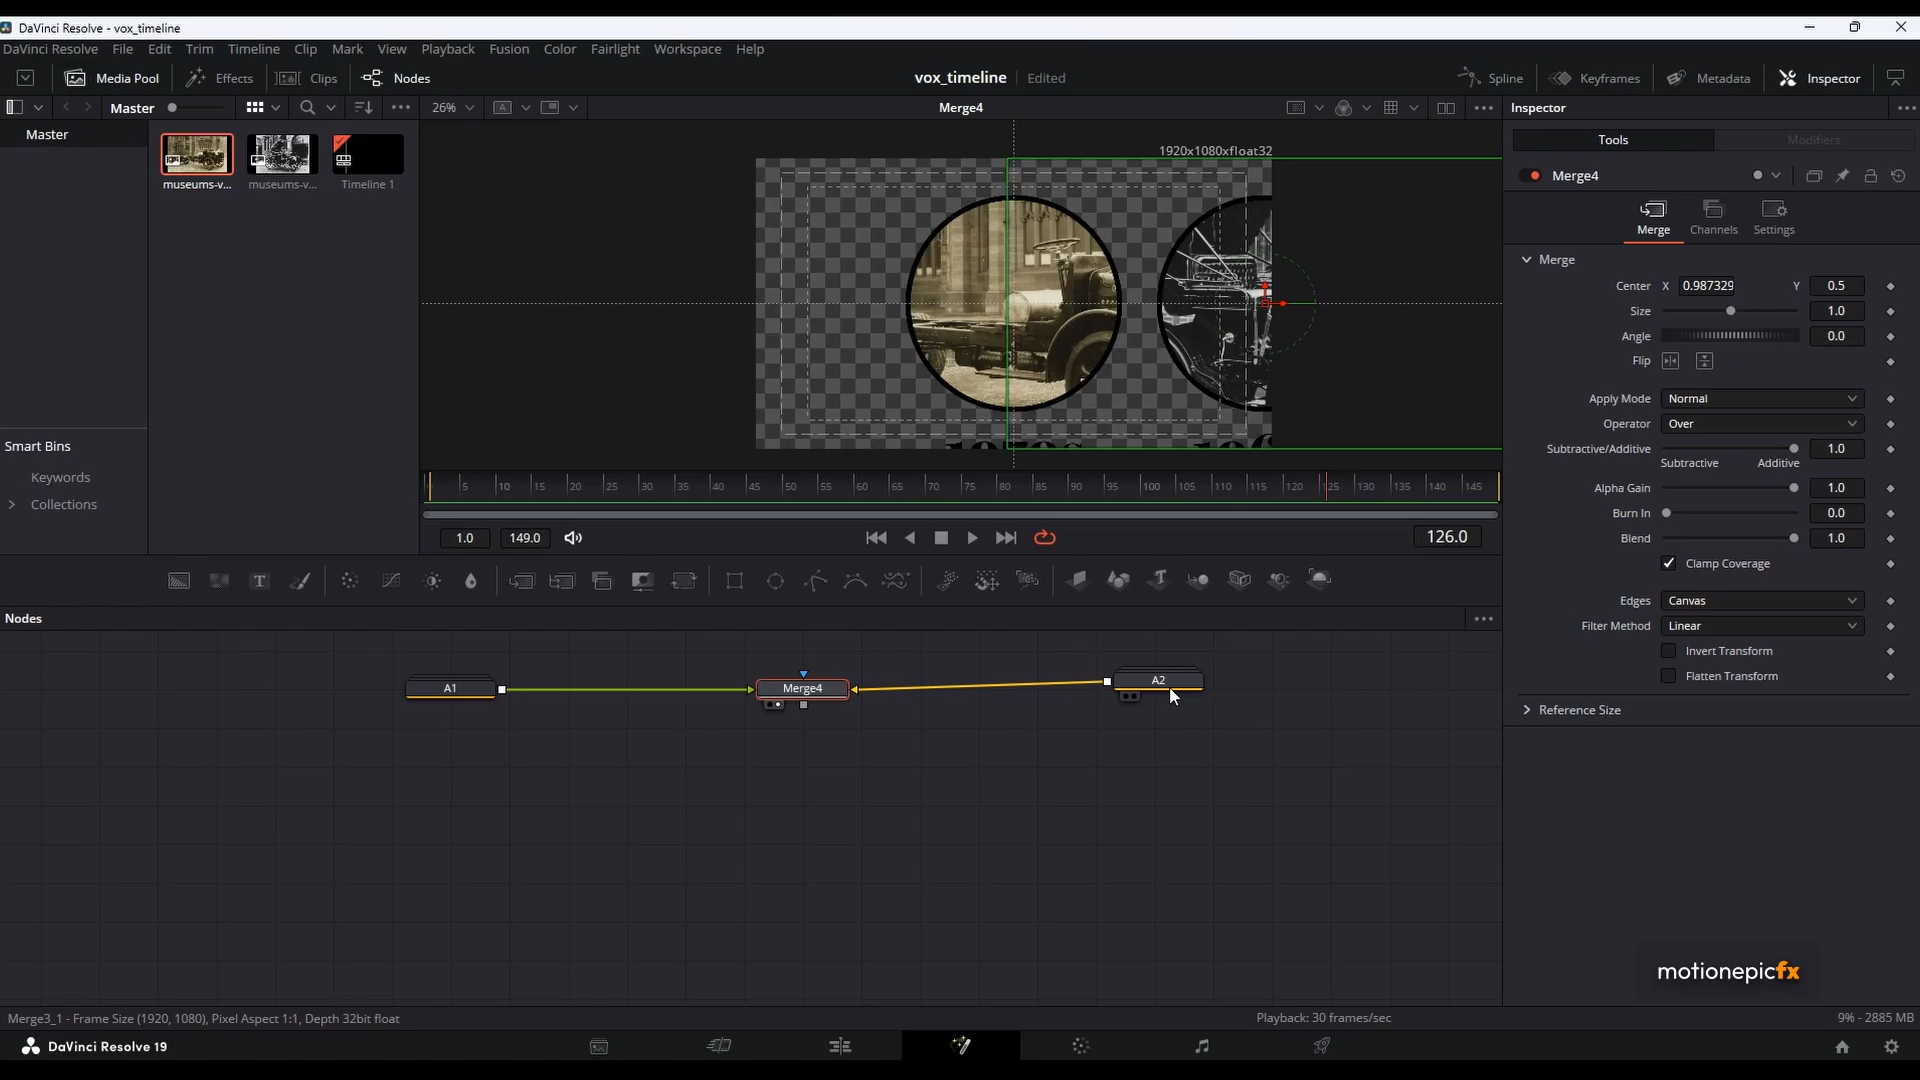 DaVinci Resolve - vox_timeline
DaVinci Resolve File Edit Trim Timeline Clip Mark View Playback Fusion Color Fairlight Workspace Help
Media Pool Effects Clips Nodes vox_timeline Edited Spline Keyframes Metadata Inspector
Master 26% A Merge4 Inspector
Master
museums-v... museums-v... Timeline 1
1920x1080xfloat32
Tools Modifiers
Merge4
Merge Channels Settings
Merge
Center X 0.987329 Y 0.5
Size 1.0
Angle 0.0
Flip
Apply Mode Normal
Operator Over
Subtractive/Additive 1.0
Subtractive Additive
Alpha Gain 1.0
Burn In 0.0
Blend 1.0
Clamp Coverage
Edges Canvas
Filter Method Linear
Invert Transform
Flatten Transform
Reference Size
Smart Bins
Keywords
Collections
5 10 15 20 25 30 35 40 45 50 55 60 65 70 75 80 85 90 95 100 105 110 115 120 125 130 135 140 145
1.0 149.0 126.0
T T
Nodes
A1 Merge4 A2
motionepicfx
Merge3_1 - Frame Size (1920, 1080), Pixel Aspect 1:1, Depth 32bit float Playback: 30 frames/sec 9% - 2885 MB
DaVinci Resolve 19